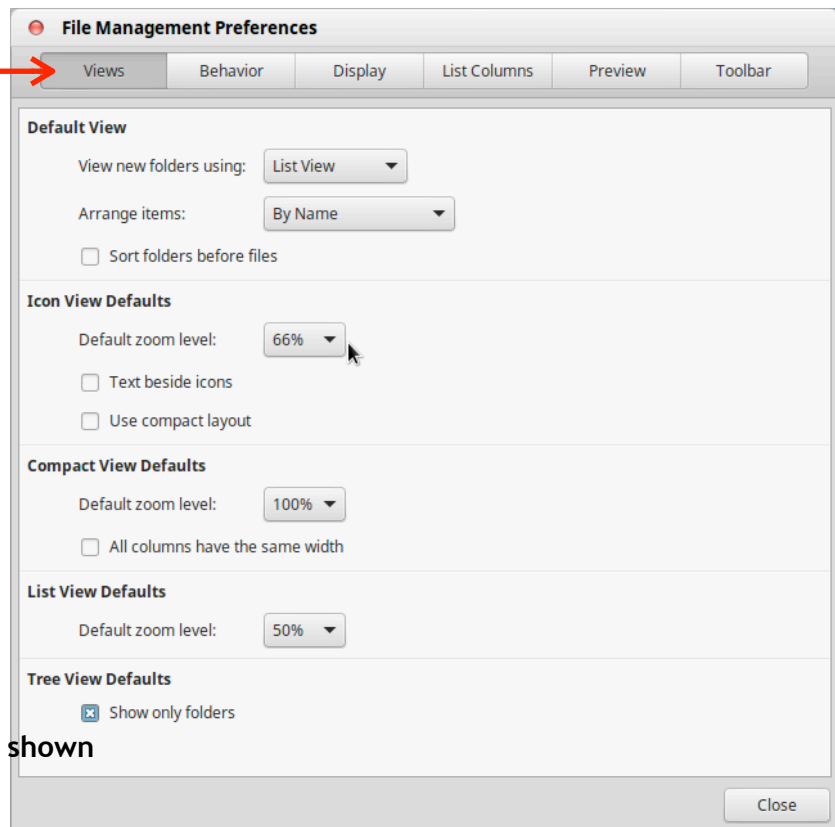 File Management Preferences
Views Behavior Display List Columns Preview Toolbar
Default View
View new folders using: List View
Arrange items: By Name
Sort folders before files
Icon View Defaults
Default zoom level: 66%
Text beside icons
Use compact layout
Compact View Defaults
Default zoom level: 100%
All columns have the same width
List View Defaults
Default zoom level: 50%
Tree View Defaults
Show only folders
shown
Close